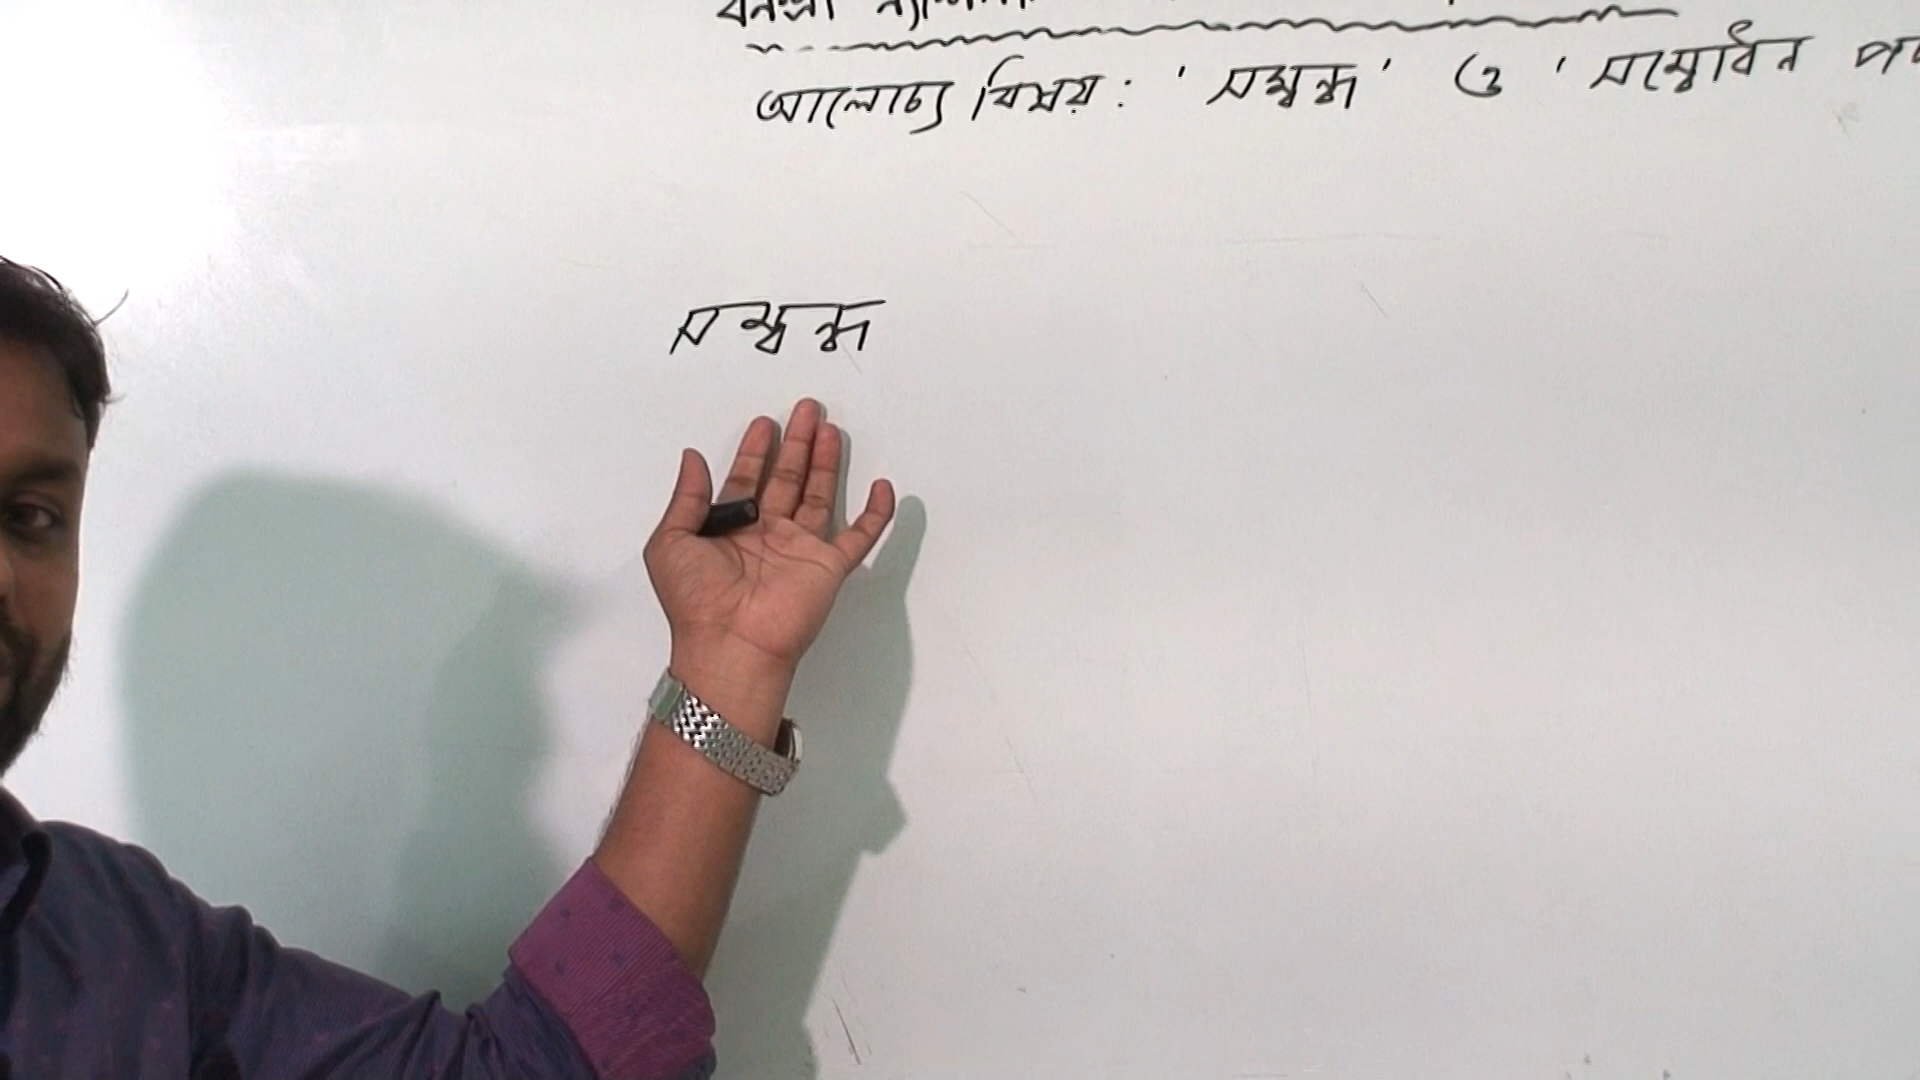 আলোচ্য বিষয় : ' সম্বন্ধ ' ও ' সম্বোধন
সম্বন্ধ